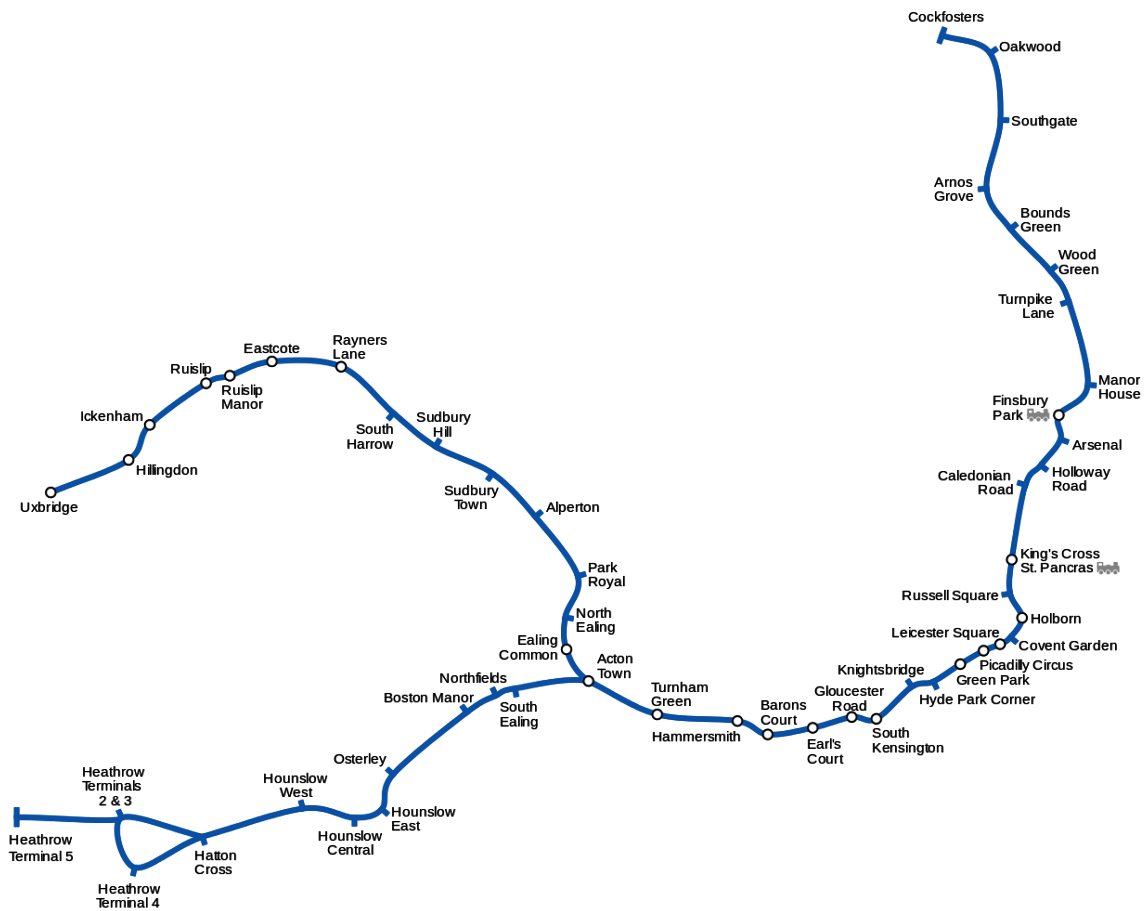 Cockfosters
Oakwood
Southgate
Arnos
Grove
Bounds
Green
Wood
Green
Turnpike
Lane
Manor
House
Finsbury
Park
Arsenal
Holloway
Road
Caledonian
Road
King's Cross
St. Pancras
Russell Square
Holborn
Leicester Square
Covent Garden
Picadilly Circus
Green Park
Hyde Park Corner
Knightsbridge
South
Kensington
Gloucester
Road
Earl's
Court
Barons
Court
Hammersmith
Turnham
Green
Acton
Town
Ealing
Common
North
Ealing
Park
Royal
Alperton
Sudbury
Town
Sudbury
Hill
South
Harrow
Rayners
Lane
Eastcote
Ruislip
Manor
Ruislip
Ickenham
Hillingdon
Uxbridge
South
Ealing
Northfields
Boston Manor
Osterley
Hounslow
East
Hounslow
Central
Hounslow
West
Hatton
Cross
Heathrow
Terminal 4
Heathrow
Terminals
2 & 3
Heathrow
Terminal 5